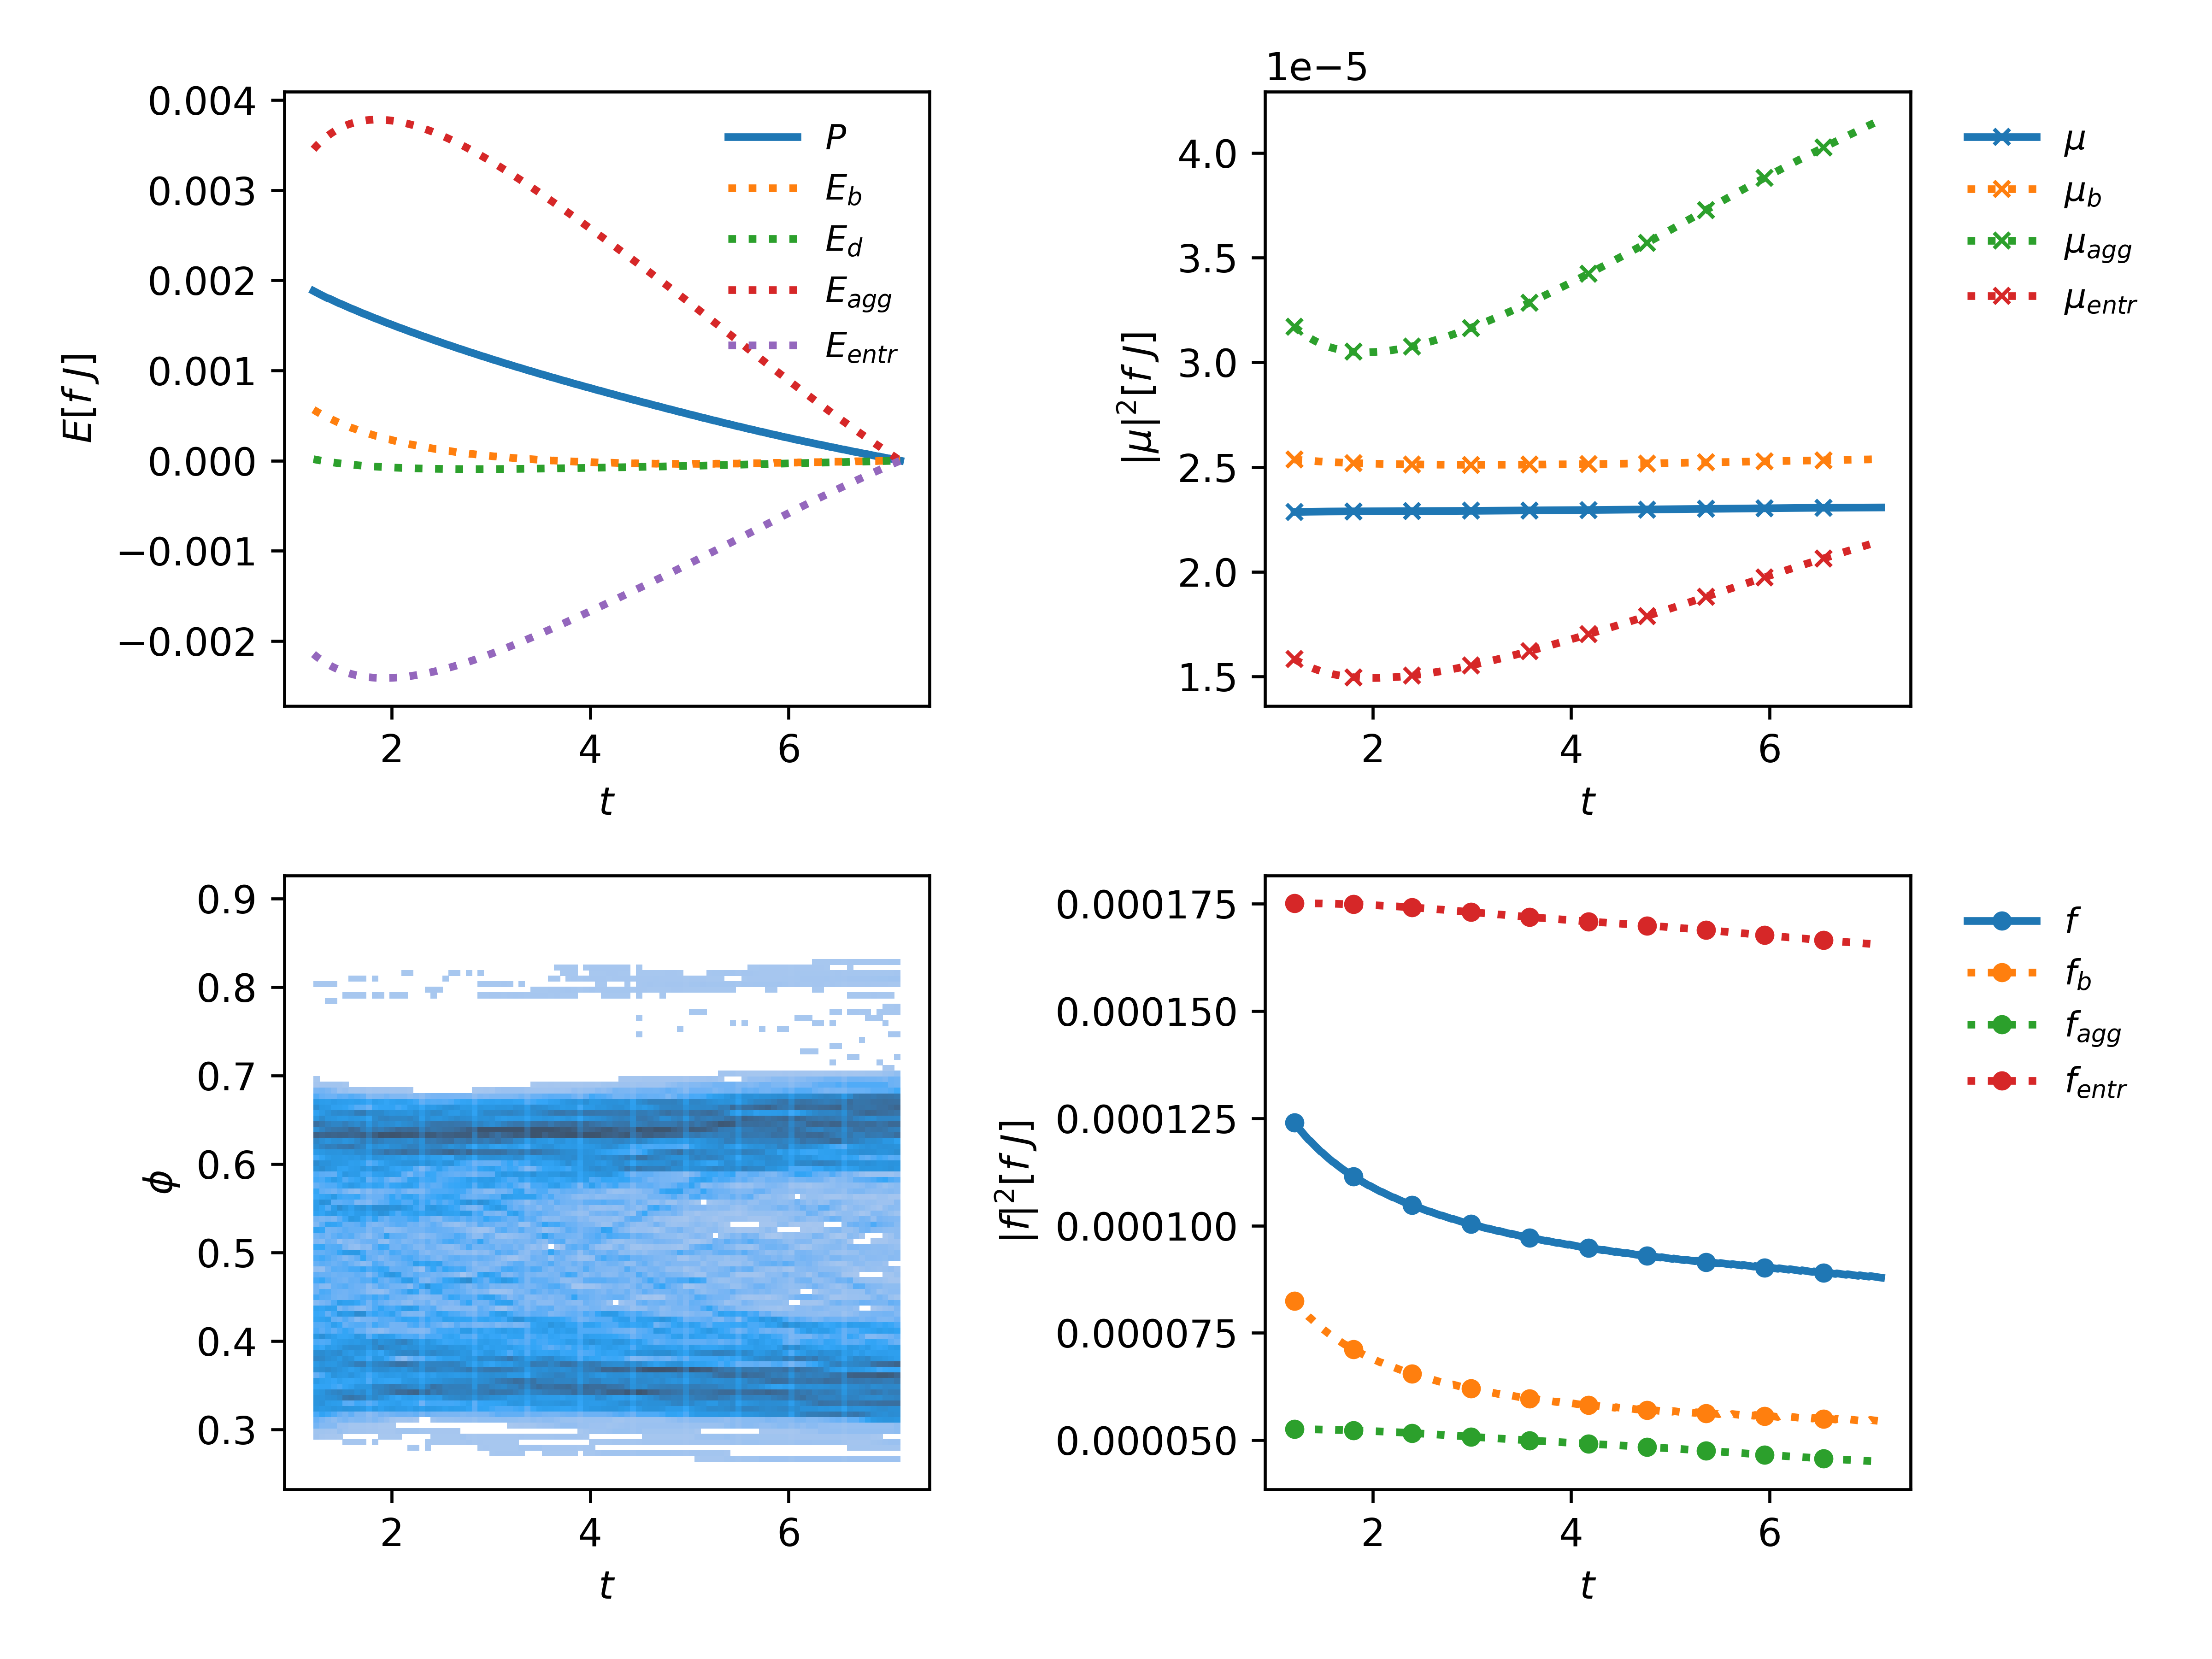 0.004
0.003
0.002
0.001
0.000
−0.001
−0.002
E[f J]
2 4 6
t
P
E_b
E_d
E_agg
E_entr
1e−5
4.0
3.5
3.0
2.5
2.0
1.5
|μ|²[f J]
2 4 6
t
μ
μ_b
μ_agg
μ_entr
0.9
0.8
0.7
0.6
0.5
0.4
0.3
ϕ
2 4 6
t
0.000175
0.000150
0.000125
0.000100
0.000075
0.000050
|f|²[f J]
2 4 6
t
f
f_b
f_agg
f_entr